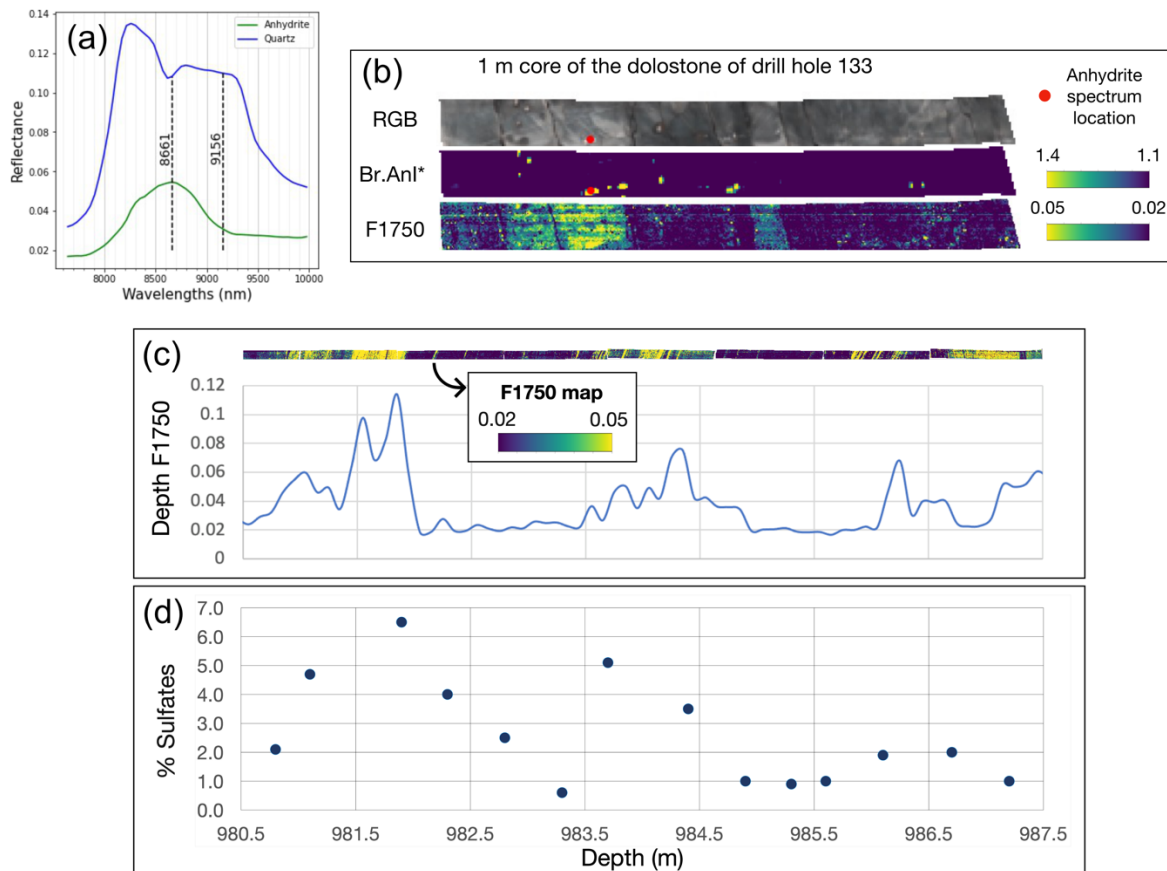 (a)
Anhydrite
Quartz
0.14
0.12
0.10
0.08
0.06
0.04
0.02
Reflectance
8661
9156
8000
8500
9000
9500
10000
Wavelengths (nm)
(b)
1 m core of the dolostone of drill hole 133
RGB
Br.AnI*
F1750
Anhydrite
spectrum
location
1.4 1.1
0.05 0.02
(c)
F1750 map
0.02 0.05
0.12
0.1
0.08
0.06
0.04
0.02
0
Depth F1750
(d)
7.0
6.0
5.0
4.0
3.0
2.0
1.0
0.0
% Sulfates
980.5 981.5 982.5 983.5 984.5 985.5 986.5 987.5
Depth (m)